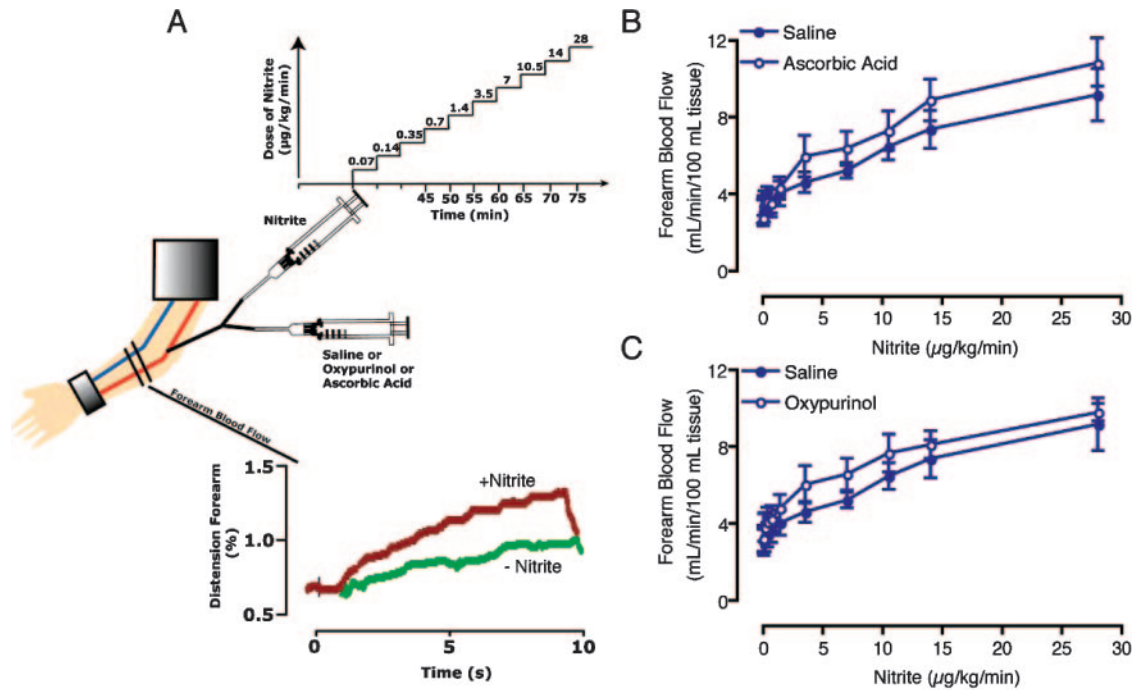 A
Dose of Nitrite
(µg/kg/min)
0.07
0.14
0.35
0.7
1.4
3.5
7
10.5
14
28
45 50 55 60 65 70 75
Time (min)
Nitrite
Saline or
Oxypurinol or
Ascorbic Acid
Forearm Blood Flow
Distension Forearm
(%)
1.5
1.0
0.5
+Nitrite
- Nitrite
0 5 10
Time (s)
B
Saline
Ascorbic Acid
Forearm Blood Flow
(mL/min/100 mL tissue)
12
8
4
0
0 5 10 15 20 25 30
Nitrite (µg/kg/min)
C
Saline
Oxypurinol
Forearm Blood Flow
(mL/min/100 mL tissue)
12
8
4
0
0 5 10 15 20 25 30
Nitrite (µg/kg/min)